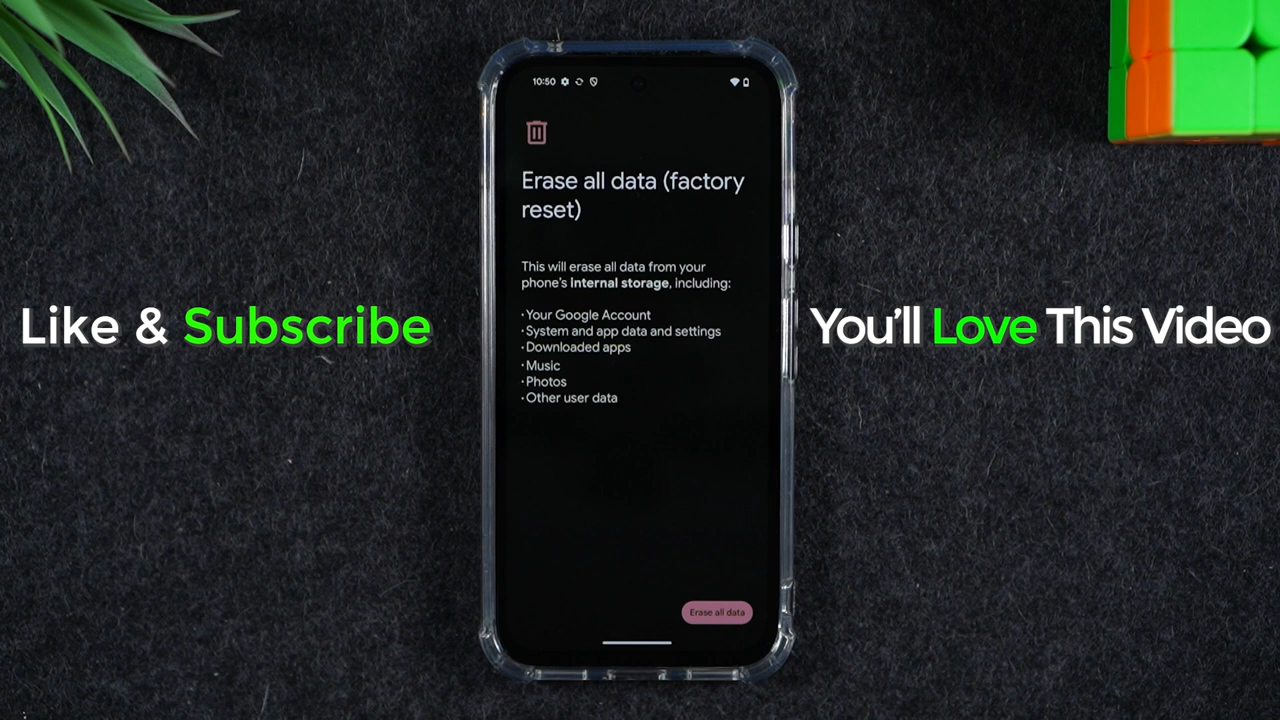 10:50
Erase all data (factory
reset)
This will erase all data from your
phone's internal storage, including:
· Your Google Account
· System and app data and settings
· Downloaded apps
· Music
· Photos
· Other user data
Erase all data
Like & Subscribe
You'll Love This Video